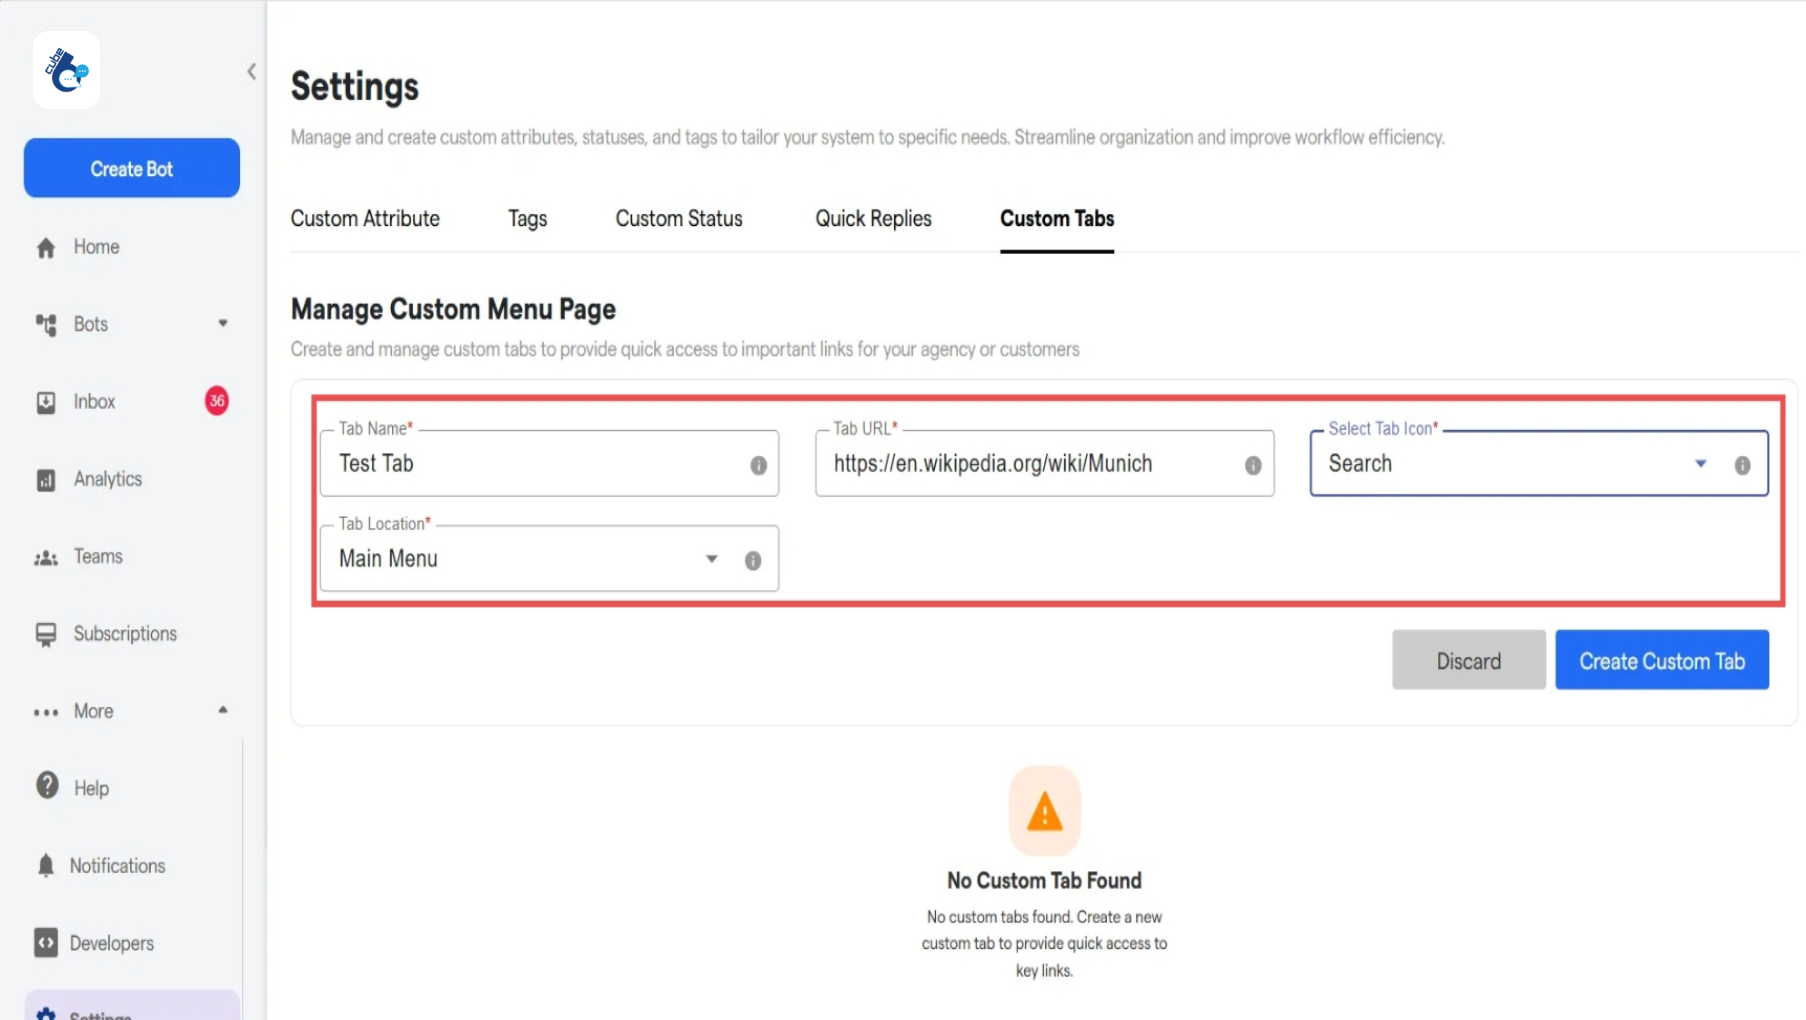 cube
Create Bot
Home
Bots
Inbox
36
Analytics
Teams
Subscriptions
More
Help
Notifications
Developers
Settings
Settings
Manage and create custom attributes, statuses, and tags to tailor your system to specific needs. Streamline organization and improve workflow efficiency.
Custom Attribute
Tags
Custom Status
Quick Replies
Custom Tabs
Manage Custom Menu Page
Create and manage custom tabs to provide quick access to important links for your agency or customers
Tab Name*
Test Tab
Tab URL*
https://en.wikipedia.org/wiki/Munich
Select Tab Icon*
Search
Tab Location*
Main Menu
Discard
Create Custom Tab
No Custom Tab Found
No custom tabs found. Create a new
custom tab to provide quick access to
key links.